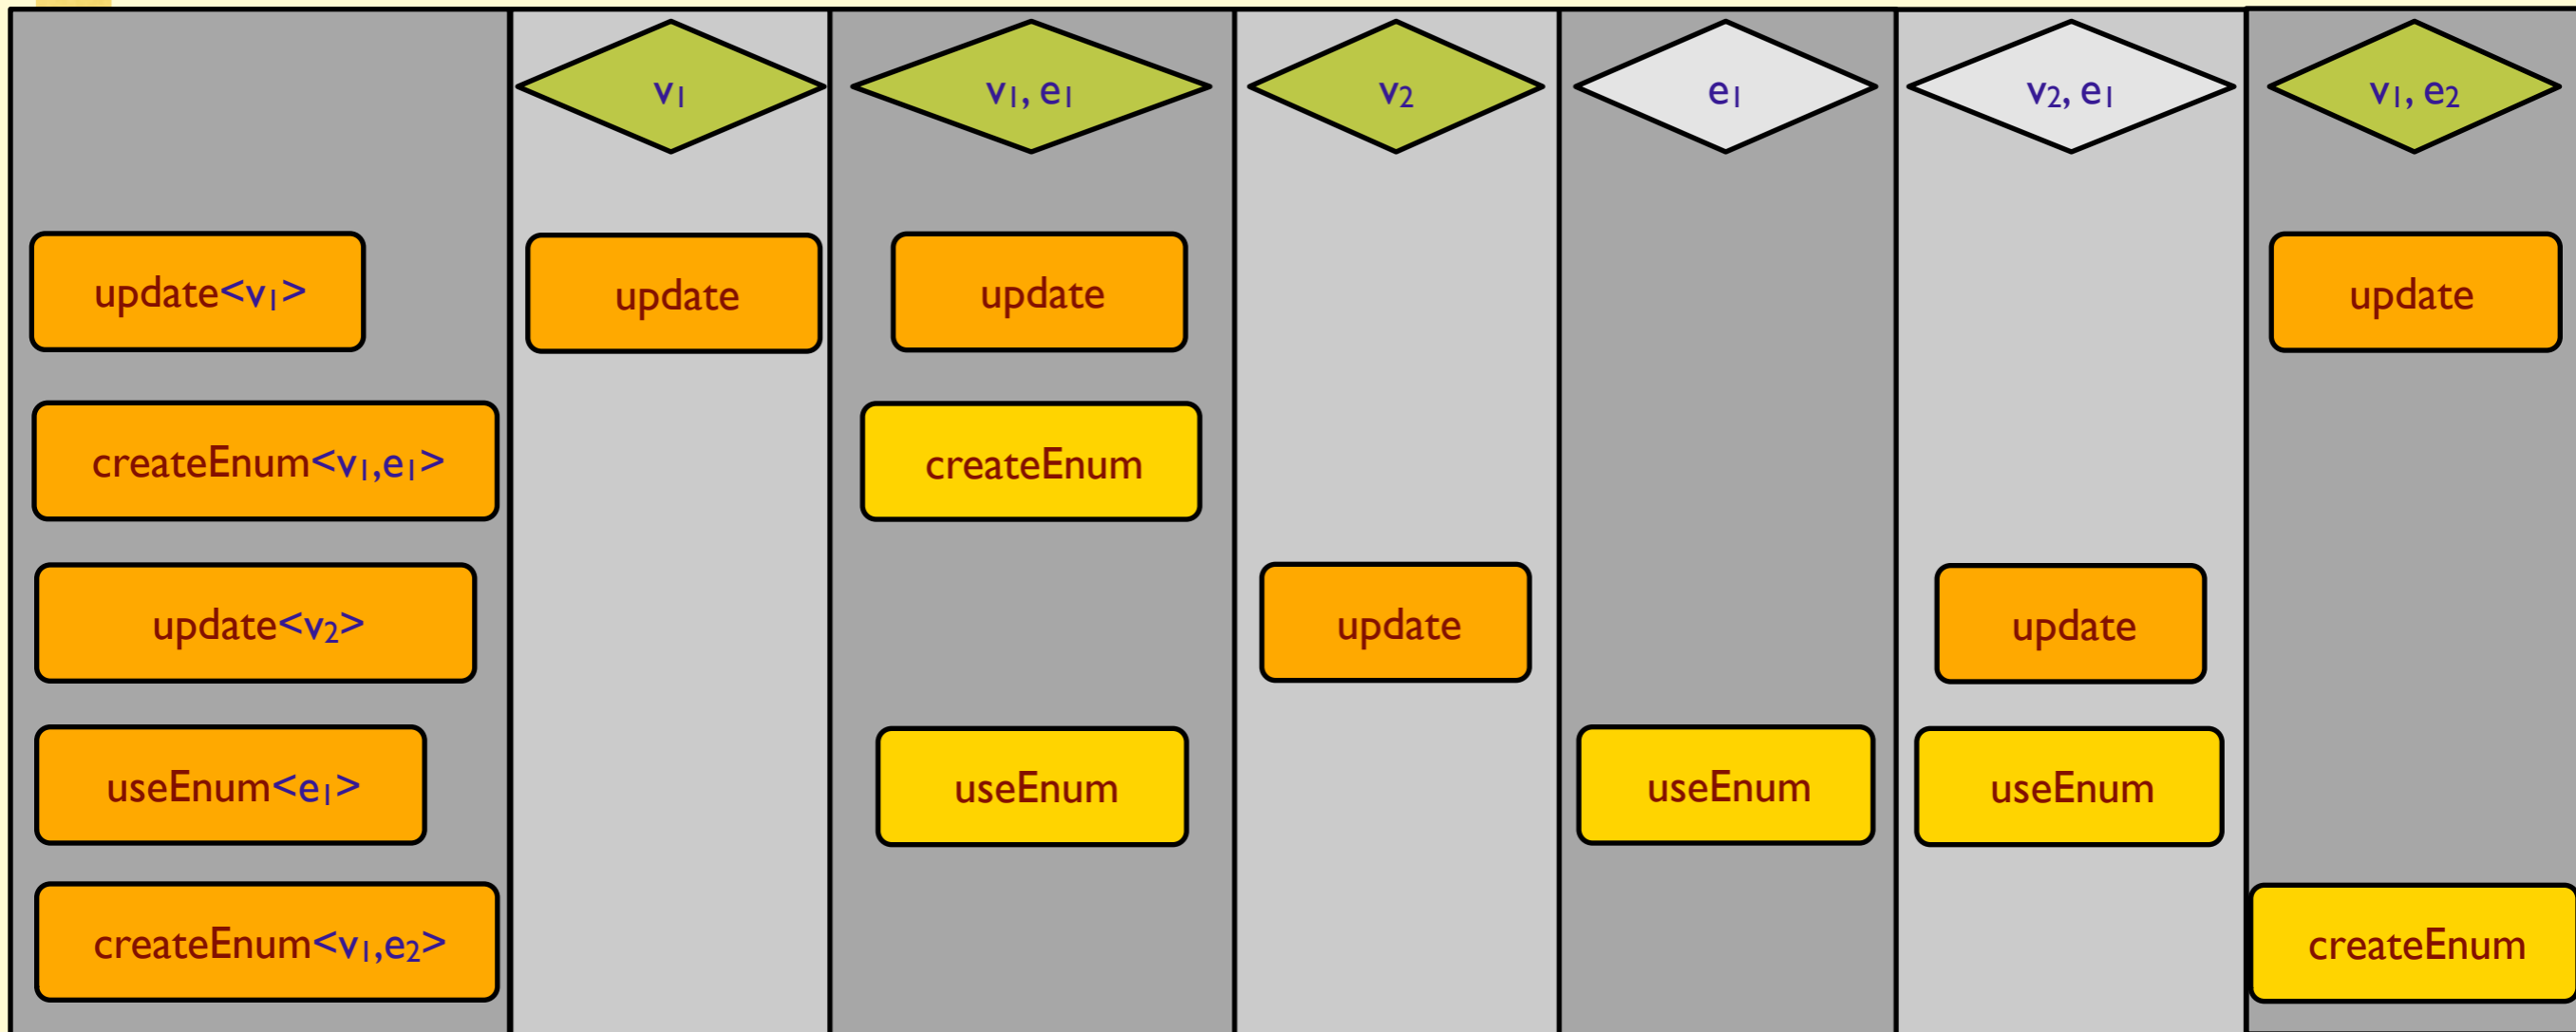 v₁ v₁, e₁ v₂ e₁ v₂, e₁ v₁, e₂
update<v₁> update update update
createEnum<v₁,e₁> createEnum
update<v₂> update update
useEnum<e₁> useEnum useEnum useEnum
createEnum<v₁,e₂> createEnum